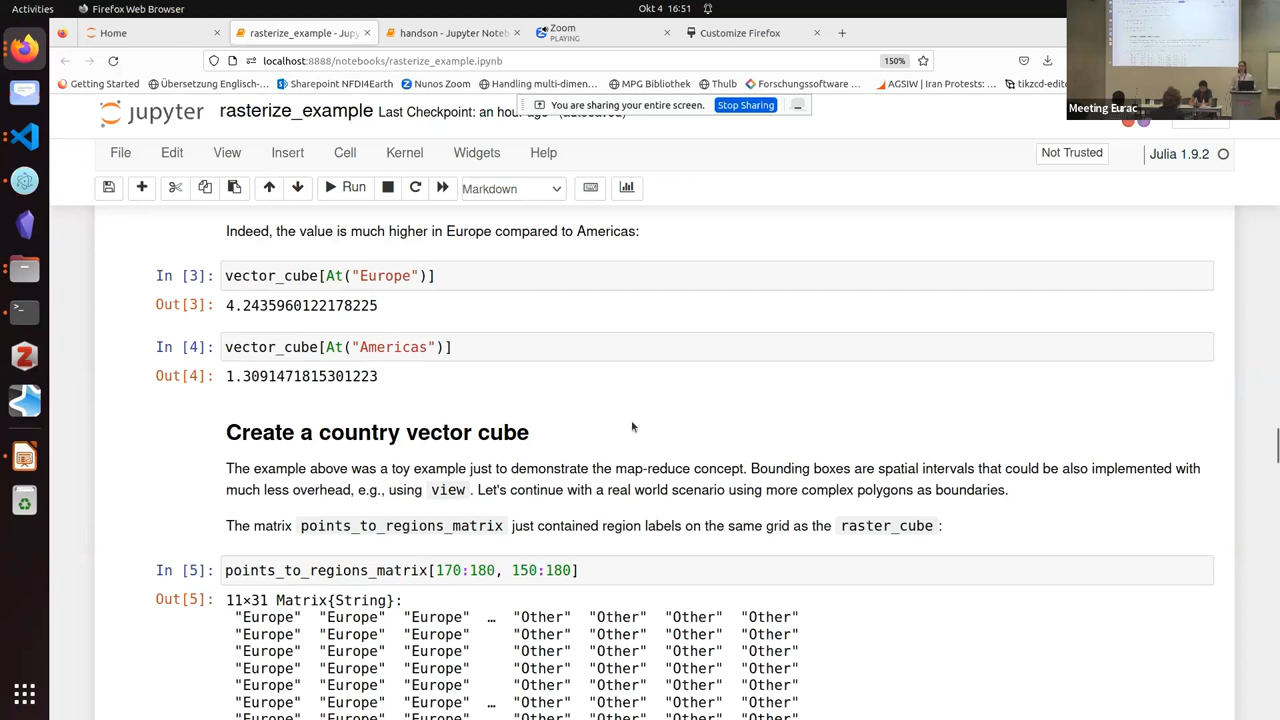 Activities Firefox Web Browser Okt 4 16:51
Home rasterize_example - Jupy handson - Jupyter Noteb Zoom PLAYING Customize Firefox
localhost:8888/notebooks/rasterize_example.ipynb 150%
Getting Started Übersetzung Englisch-... Sharepoint NFDI4Earth Nunos Zoom Handling multi-dimen... MPG Bibliothek Thulb Forschungssoftware ... AGSIW | Iran Protests: ... tikzcd-edito
Meeting Eurac
jupyter rasterize_example Last Checkpoint: an hour ago (autosaved)
You are sharing your entire screen. Stop Sharing
File Edit View Insert Cell Kernel Widgets Help Not Trusted Julia 1.9.2
Run Markdown
Indeed, the value is much higher in Europe compared to Americas:
In [3]: vector_cube[At("Europe")]
Out[3]: 4.2435960122178225
In [4]: vector_cube[At("Americas")]
Out[4]: 1.3091471815301223
Create a country vector cube
The example above was a toy example just to demonstrate the map-reduce concept. Bounding boxes are spatial intervals that could be also implemented with
much less overhead, e.g., using view. Let's continue with a real world scenario using more complex polygons as boundaries.
The matrix points_to_regions_matrix just contained region labels on the same grid as the raster_cube:
In [5]: points_to_regions_matrix[170:180, 150:180]
Out[5]: 11×31 Matrix{String}:
"Europe" "Europe" "Europe" … "Other" "Other" "Other" "Other"
"Europe" "Europe" "Europe" "Other" "Other" "Other" "Other"
"Europe" "Europe" "Europe" "Other" "Other" "Other" "Other"
"Europe" "Europe" "Europe" "Other" "Other" "Other" "Other"
"Europe" "Europe" "Europe" "Other" "Other" "Other" "Other"
"Europe" "Europe" "Europe" … "Other" "Other" "Other" "Other"
"Europe" "Europe" "Europe" "Other" "Other" "Other" "Other"